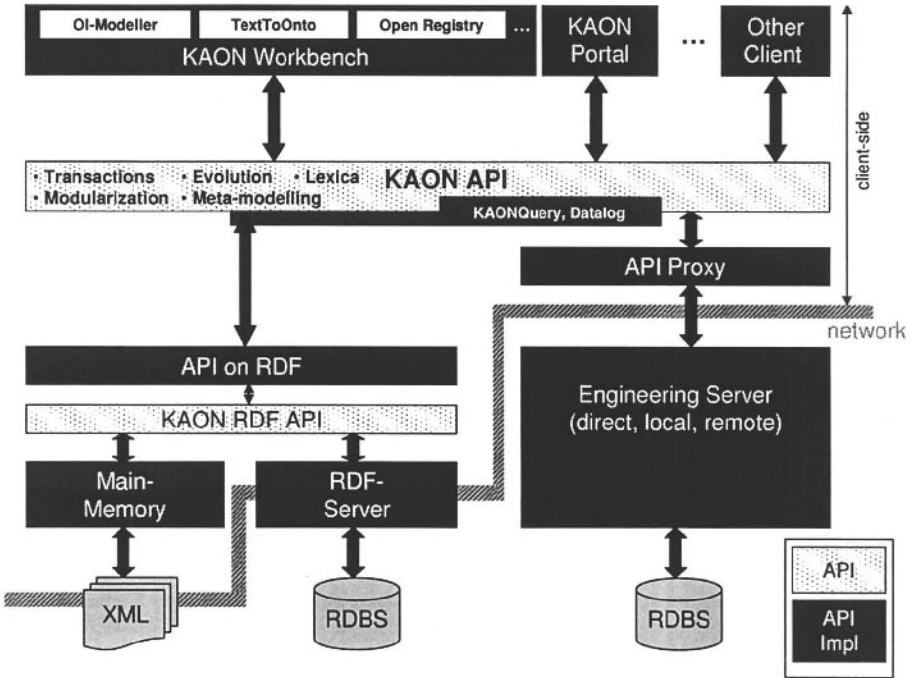 OI-Modeller
TextToOnto
Open Registry
...
KAON Workbench
KAON
Portal
...
Other
Client
client-side
• Transactions
• Evolution
• Lexica
KAON API
• Modularization
• Meta-modelling
KAONQuery, Datalog
API Proxy
network
API on RDF
KAON RDF API
Engineering Server
(direct, local, remote)
Main-
Memory
RDF-
Server
XML
RDBS
RDBS
API
API
Impl